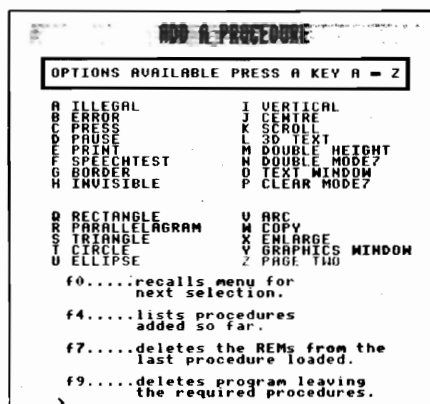 ADD A PROCEDURE
OPTIONS AVAILABLE PRESS A KEY A - Z
A ILLEGAL
B ERROR
C PRESS
D PAUSE
E PRINT
F SPEECHTEST
G BORDER
H INVISIBLE
I VERTICAL
J CENTRE
K SCROLL
L 3D TEXT
M DOUBLE HEIGHT
N DOUBLE MODE7
O TEXT WINDOW
P CLEAR MODE7
Q RECTANGLE
R PARALLELAGRAM
S TRIANGLE
T CIRCLE
U ELLIPSE
V ARC
W COPY
X ENLARGE
Y GRAPHICS WINDOW
Z PAGE TWO
f0.....recalls menu for
next selection.
f4.....lists procedures
added so far.
f7.....deletes the REMs from the
last procedure loaded.
f9.....deletes program leaving
the required procedures.
>